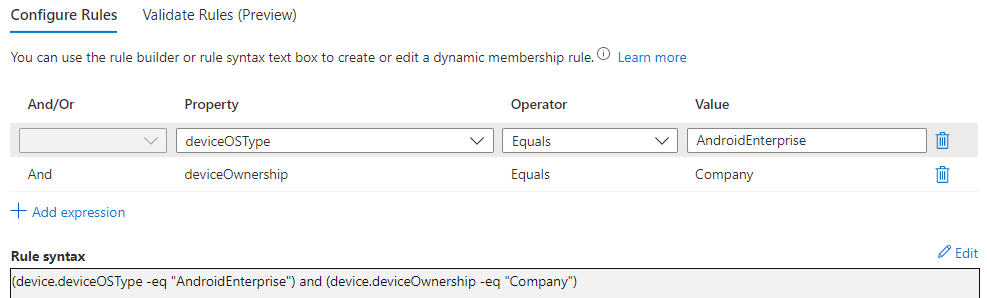 Configure Rules Validate Rules (Preview)
You can use the rule builder or rule syntax text box to create or edit a dynamic membership rule. Learn more
And/Or Property Operator Value
deviceOSType Equals AndroidEnterprise
And deviceOwnership Equals Company
+ Add expression
Rule syntax Edit
(device.deviceOSType -eq "AndroidEnterprise") and (device.deviceOwnership -eq "Company")